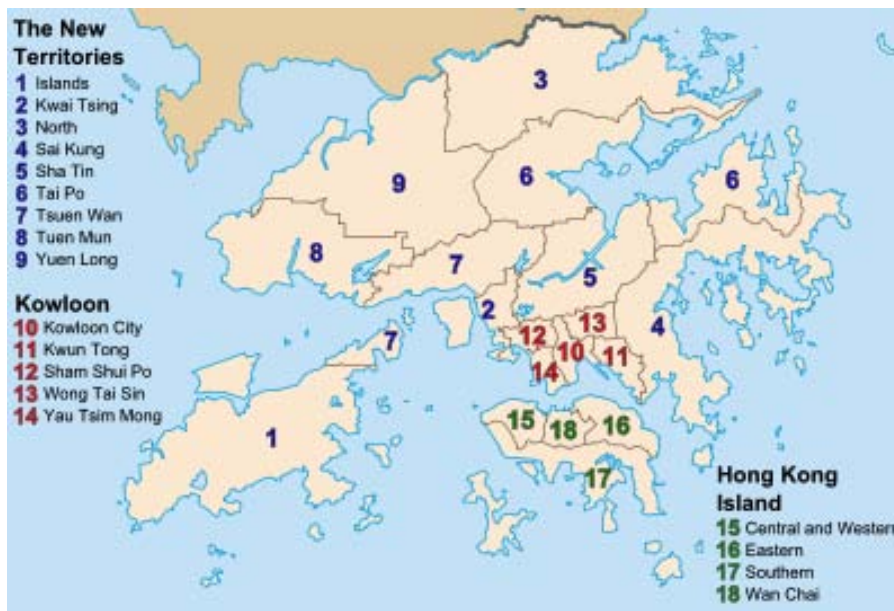 The New
Territories
1 Islands
2 Kwai Tsing
3 North
4 Sai Kung
5 Sha Tin
6 Tai Po
7 Tsuen Wan
8 Tuen Mun
9 Yuen Long
Kowloon
10 Kowloon City
11 Kwun Tong
12 Sham Shui Po
13 Wong Tai Sin
14 Yau Tsim Mong
3
9
6
6
8
7
5
2
4
13
12
10
11
14
7
1
15
18
16
17
Hong Kong
Island
15 Central and Western
16 Eastern
17 Southern
18 Wan Chai